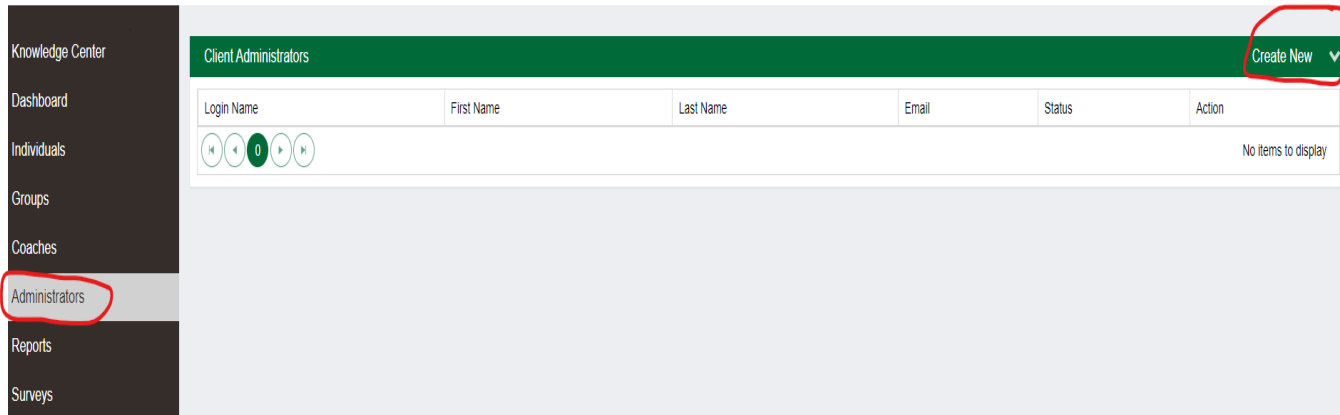 Knowledge Center
Dashboard
Individuals
Groups
Coaches
Administrators
Reports
Surveys
Client Administrators Create New
Login Name First Name Last Name Email Status Action
0 No items to display